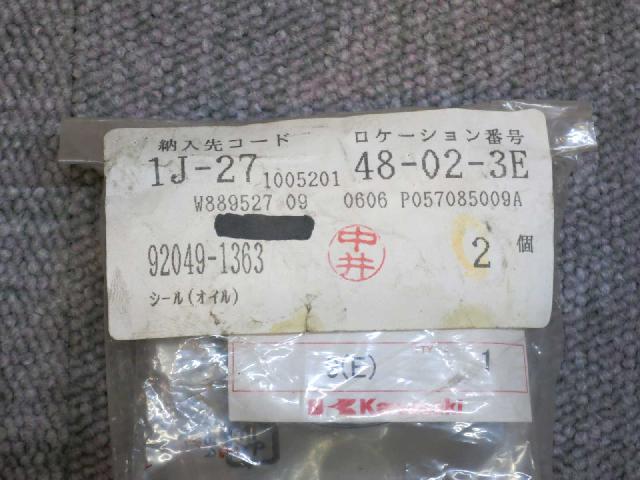 納入先コード ロケーション番号
1J-27 1005201 48-02-3E
W889527 09 0606 P057085009A
92049-1363 中井 2 個
シール(オイル)
(E) 1
Kawasaki